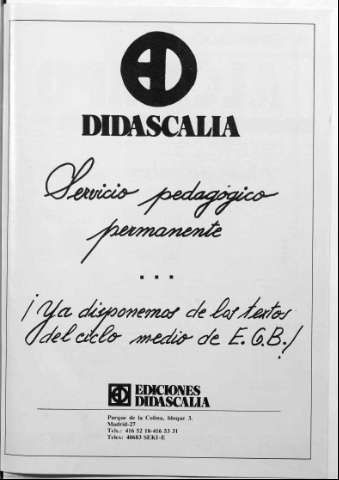 DIDASCALIA
Servicio pedagógico
permanente
...
¡Ya disponemos de los textos
del ciclo medio de E.G.B.!
EDICIONES
DIDASCALIA
Parque de la Colina, bloque 3.
Madrid-27
Tels.: 416 52 18-416 33 31
Telex: 48683 SEKI-E